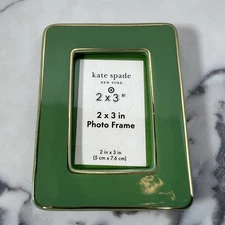 kate spade
NEW YORK
2 x 3"
2 x 3 in
Photo Frame
2 in x 3 in
(5 cm x 7.6 cm)